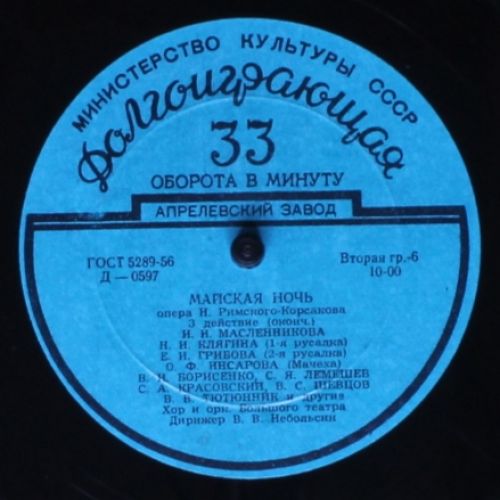 МИНИСТЕРСТВО КУЛЬТУРЫ СССР
Долгоиграющая
33
ОБОРОТА В МИНУТУ
АПРЕЛЕВСКИЙ ЗАВОД
ГОСТ 5289-56
Д — 0597
Вторая гр.-6
10-00
МАЙСКАЯ НОЧЬ
опера Н. Римского-Корсакова
3 действие (оконч.)
И. И. МАСЛЕННИКОВА
Н. И. КЛЯГИНА (1-я русалка)
Е. И. ГРИБОВА (2-я русалка)
О. Ф. ИНСАРОВА (Мачеха)
В. И. БОРИСЕНКО, С. Я. ЛЕМЕШЕВ
С. А. КРАСОВСКИЙ, В. С. ШЕВЦОВ
В. В. ТЮТЮННИК и другие
Хор и орк. Большого театра
Дирижер В. В. Небольсин